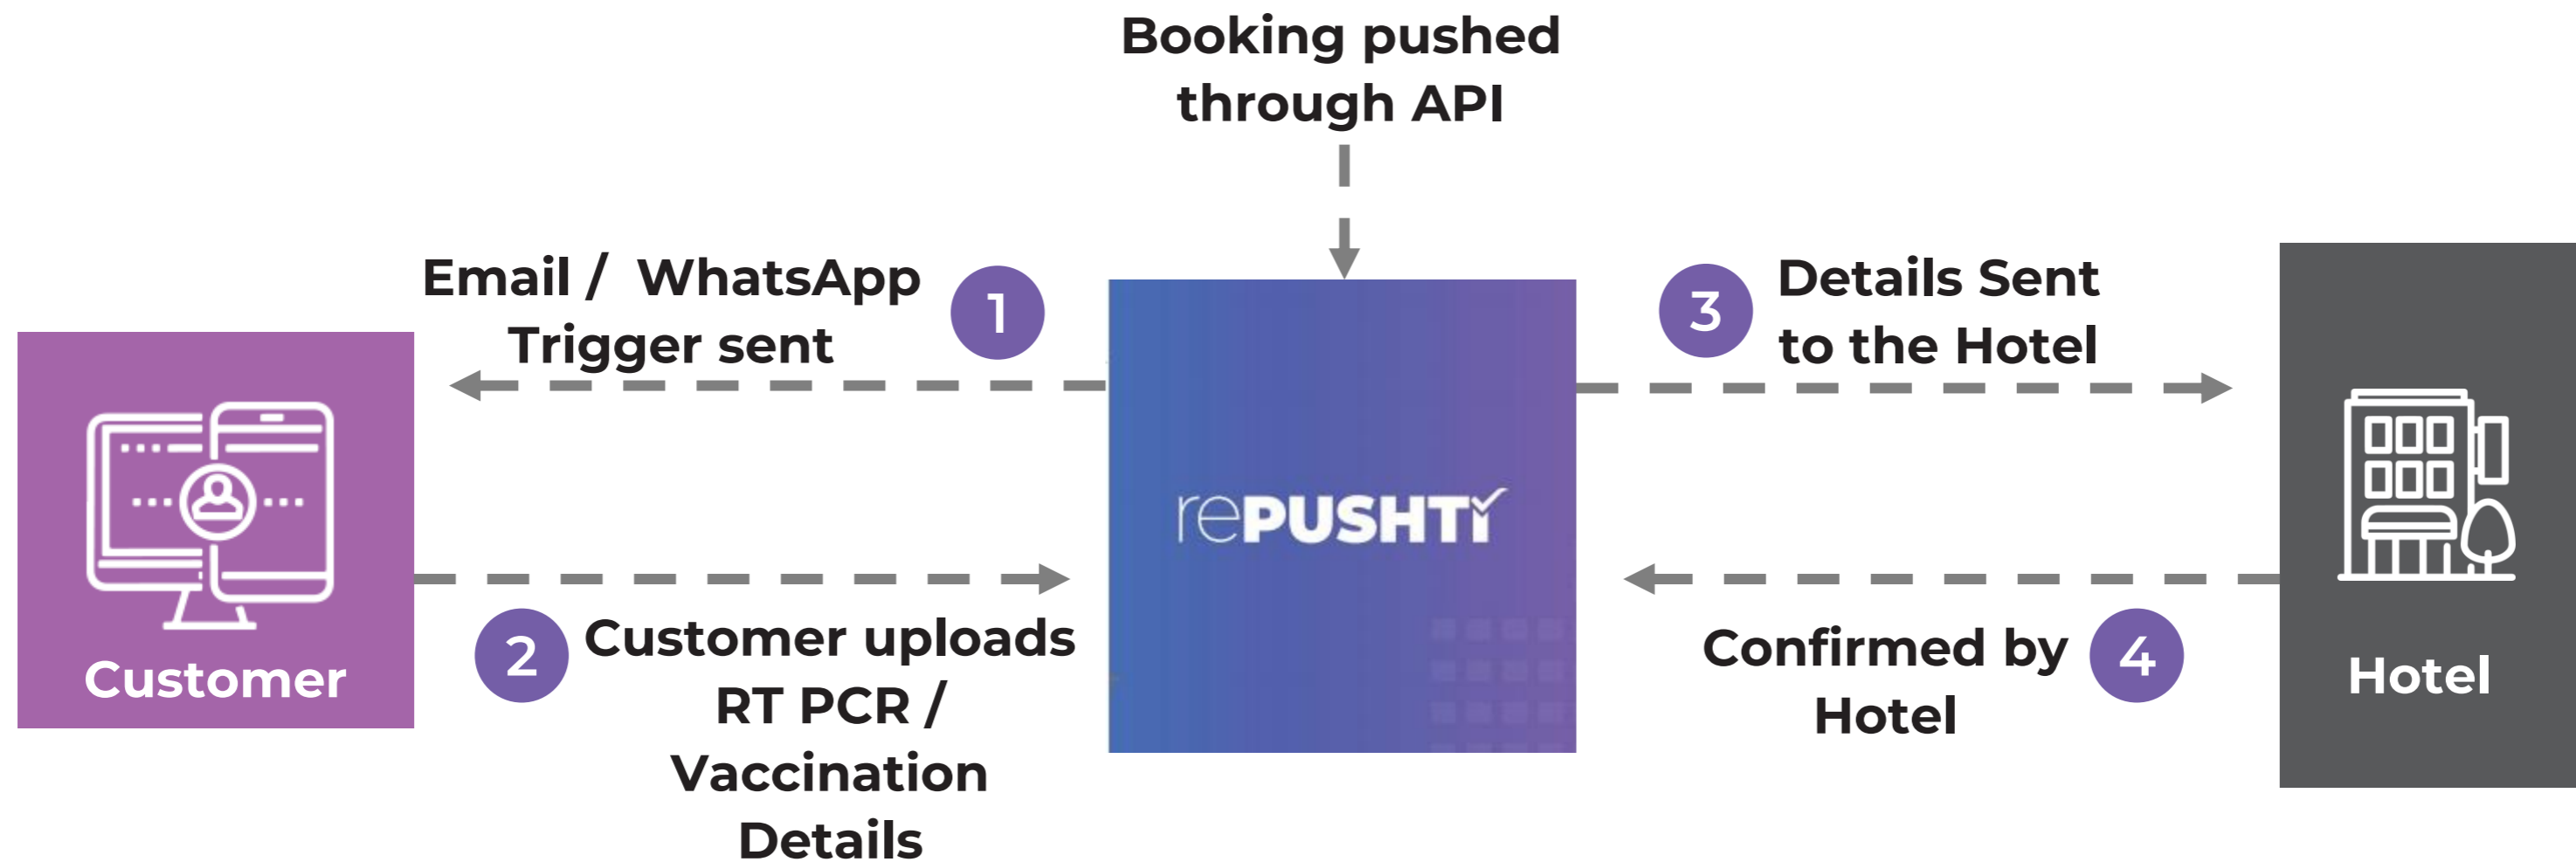 Booking pushed
through API
Email / WhatsApp
Trigger sent
1
3
Details Sent
to the Hotel
rePUSHTI
Customer
2
Customer uploads
RT PCR /
Vaccination
Details
Confirmed by
Hotel
4
Hotel